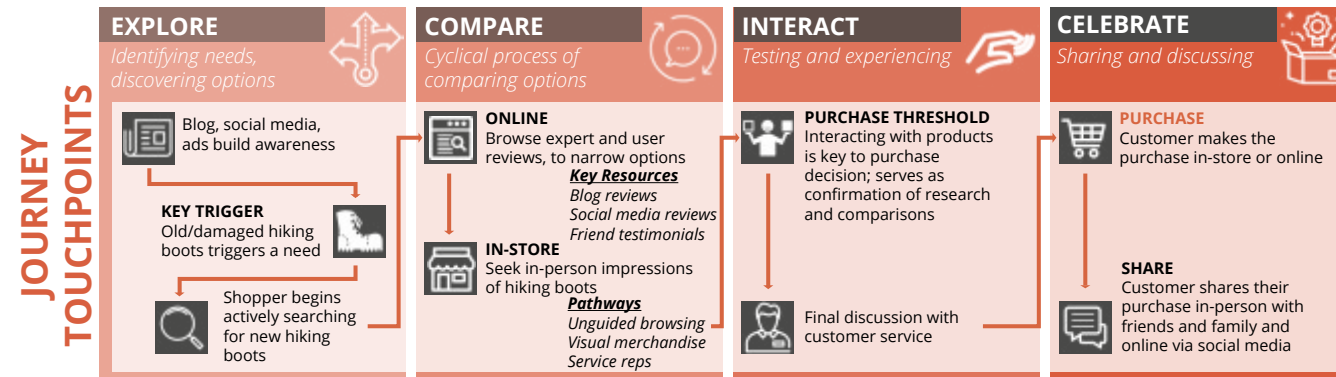 JOURNEY
TOUCHPOINTS
EXPLORE
Identifying needs,
discovering options
Blog, social media,
ads build awareness
KEY TRIGGER
Old/damaged hiking
boots triggers a need
Shopper begins
actively searching
for new hiking
boots
COMPARE
Cyclical process of
comparing options
ONLINE
Browse expert and user
reviews, to narrow options
Key Resources
Blog reviews
Social media reviews
Friend testimonials
IN-STORE
Seek in-person impressions
of hiking boots
Pathways
Unguided browsing
Visual merchandise
Service reps
INTERACT
Testing and experiencing
PURCHASE THRESHOLD
Interacting with products
is key to purchase
decision; serves as
confirmation of research
and comparisons
Final discussion with
customer service
CELEBRATE
Sharing and discussing
PURCHASE
Customer makes the
purchase in-store or online
SHARE
Customer shares their
purchase in-person with
friends and family and
online via social media